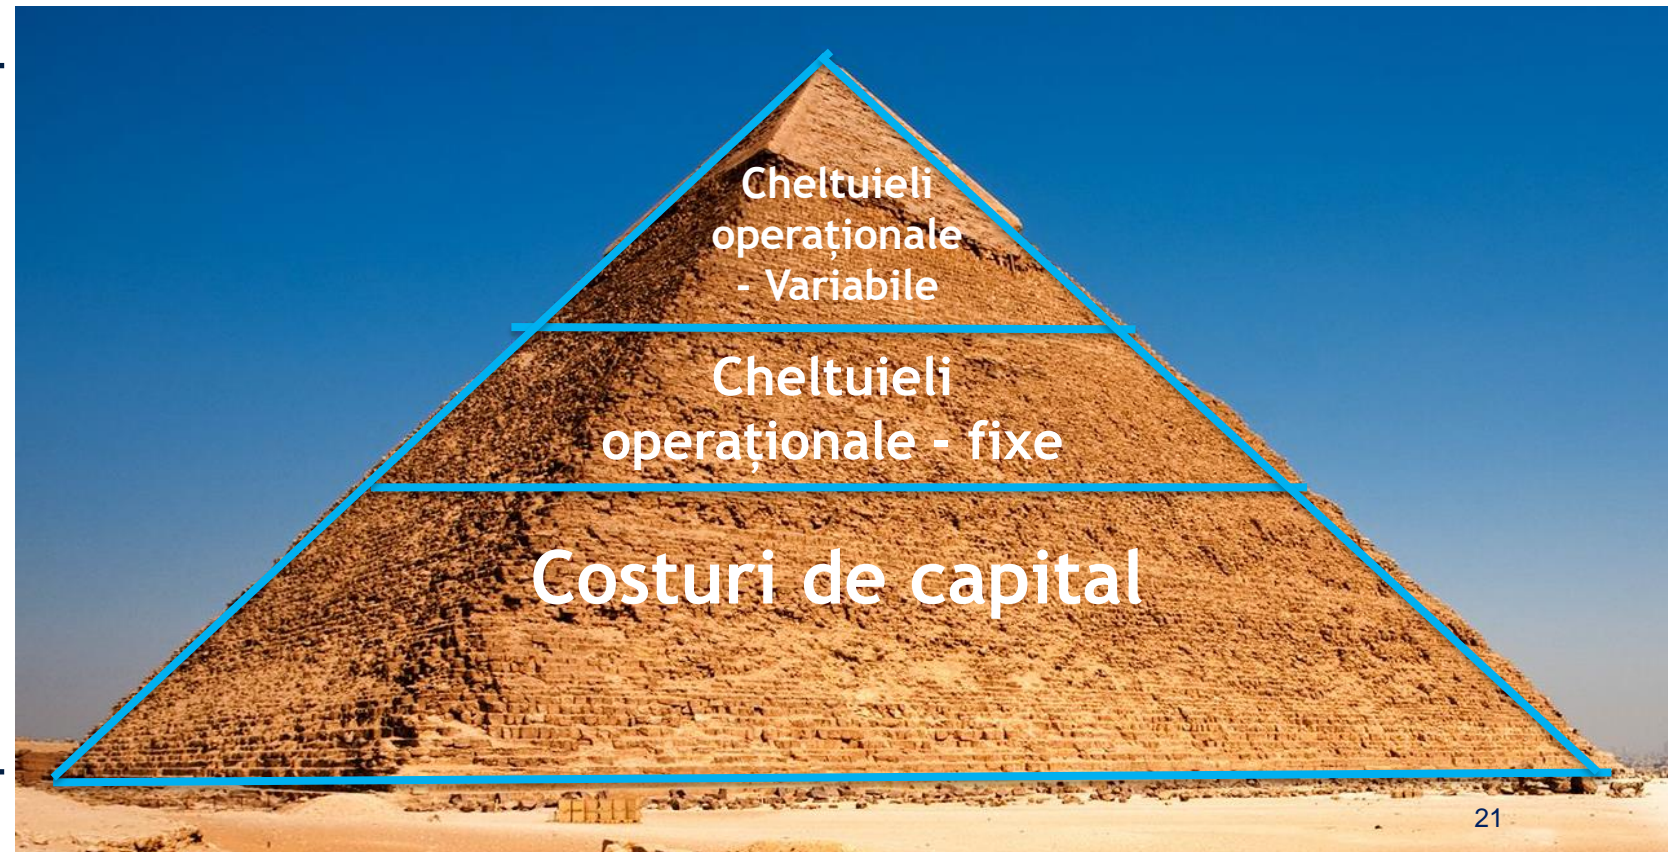 Cheltuieli
operaționale
- Variabile
Cheltuieli
operaționale - fixe
Costuri de capital
21